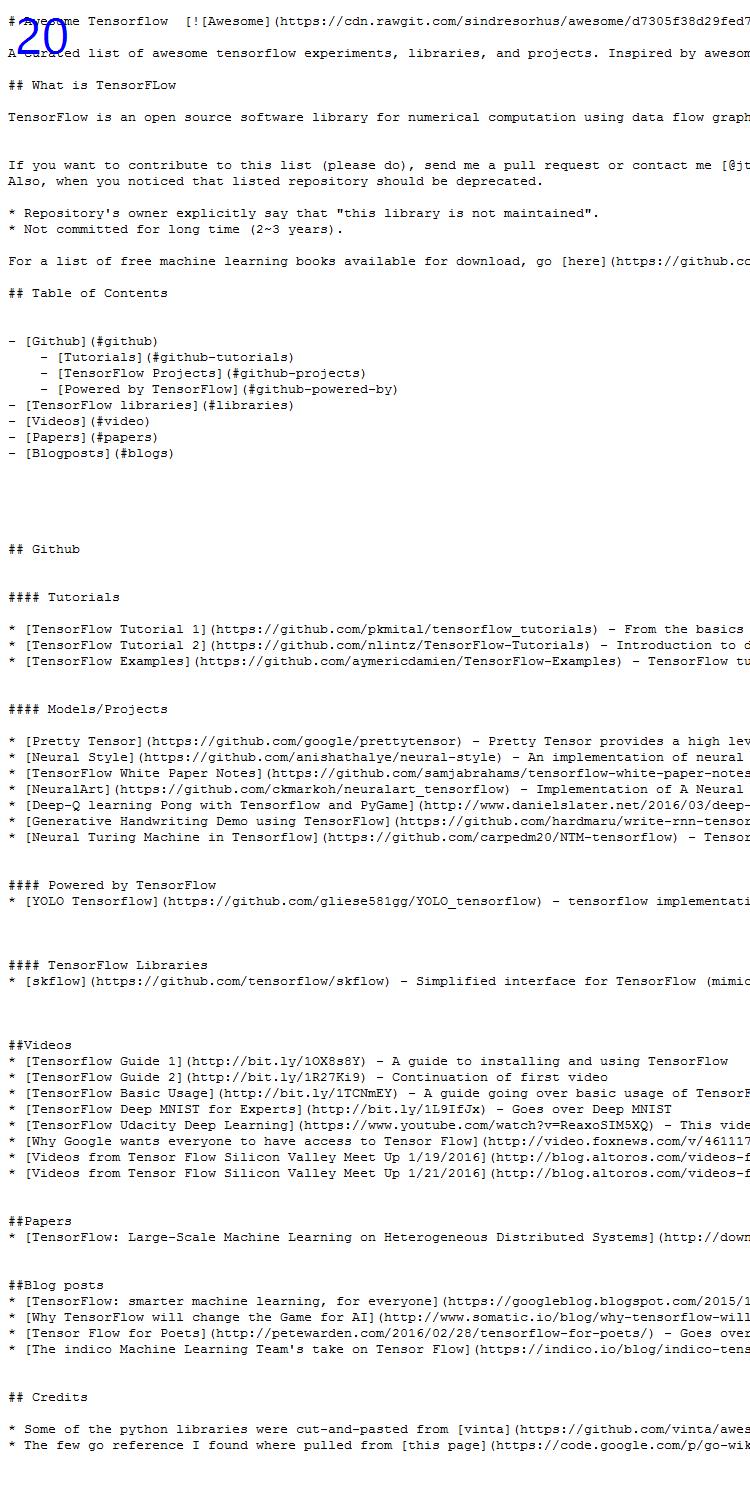 20
# Awesome Tensorflow  [![Awesome](https://cdn.rawgit.com/sindresorhus/awesome/d7305f38d29fed7
A curated list of awesome tensorflow experiments, libraries, and projects. Inspired by awesom
## What is TensorFLow
TensorFlow is an open source software library for numerical computation using data flow graph
If you want to contribute to this list (please do), send me a pull request or contact me [@jt
Also, when you noticed that listed repository should be deprecated.
* Repository's owner explicitly say that "this library is not maintained".
* Not committed for long time (2~3 years).
For a list of free machine learning books available for download, go [here](https://github.co
## Table of Contents
- [Github](#github)
    - [Tutorials](#github-tutorials)
    - [TensorFlow Projects](#github-projects)
    - [Powered by TensorFlow](#github-powered-by)
- [TensorFlow libraries](#libraries)
- [Videos](#video)
- [Papers](#papers)
- [Blogposts](#blogs)
## Github
#### Tutorials
* [TensorFlow Tutorial 1](https://github.com/pkmital/tensorflow_tutorials) - From the basics
* [TensorFlow Tutorial 2](https://github.com/nlintz/TensorFlow-Tutorials) - Introduction to d
* [TensorFlow Examples](https://github.com/aymericdamien/TensorFlow-Examples) - TensorFlow tu
#### Models/Projects
* [Pretty Tensor](https://github.com/google/prettytensor) - Pretty Tensor provides a high lev
* [Neural Style](https://github.com/anishathalye/neural-style) - An implementation of neural
* [TensorFlow White Paper Notes](https://github.com/samjabrahams/tensorflow-white-paper-notes
* [NeuralArt](https://github.com/ckmarkoh/neuralart_tensorflow) - Implementation of A Neural
* [Deep-Q learning Pong with Tensorflow and PyGame](http://www.danielslater.net/2016/03/deep-
* [Generative Handwriting Demo using TensorFlow](https://github.com/hardmaru/write-rnn-tensor
* [Neural Turing Machine in Tensorflow](https://github.com/carpedm20/NTM-tensorflow) - Tensor
#### Powered by TensorFlow
* [YOLO Tensorflow](https://github.com/gliese581gg/YOLO_tensorflow) - tensorflow implementati
#### TensorFlow Libraries
* [skflow](https://github.com/tensorflow/skflow) - Simplified interface for TensorFlow (mimic
##Videos
* [Tensorflow Guide 1](http://bit.ly/1OX8s8Y) - A guide to installing and using TensorFlow
* [TensorFlow Guide 2](http://bit.ly/1R27Ki9) - Continuation of first video
* [TensorFlow Basic Usage](http://bit.ly/1TCNmEY) - A guide going over basic usage of TensorF
* [TensorFlow Deep MNIST for Experts](http://bit.ly/1L9IfJx) - Goes over Deep MNIST
* [TensorFlow Udacity Deep Learning](https://www.youtube.com/watch?v=ReaxoSIM5XQ) - This vide
* [Why Google wants everyone to have access to Tensor Flow](http://video.foxnews.com/v/461117
* [Videos from Tensor Flow Silicon Valley Meet Up 1/19/2016](http://blog.altoros.com/videos-f
* [Videos from Tensor Flow Silicon Valley Meet Up 1/21/2016](http://blog.altoros.com/videos-f
##Papers
* [TensorFlow: Large-Scale Machine Learning on Heterogeneous Distributed Systems](http://down
##Blog posts
* [TensorFlow: smarter machine learning, for everyone](https://googleblog.blogspot.com/2015/1
* [Why TensorFlow will change the Game for AI](http://www.somatic.io/blog/why-tensorflow-will
* [Tensor Flow for Poets](http://petewarden.com/2016/02/28/tensorflow-for-poets/) - Goes over
* [The indico Machine Learning Team's take on Tensor Flow](https://indico.io/blog/indico-tens
## Credits
* Some of the python libraries were cut-and-pasted from [vinta](https://github.com/vinta/awes
* The few go reference I found where pulled from [this page](https://code.google.com/p/go-wik